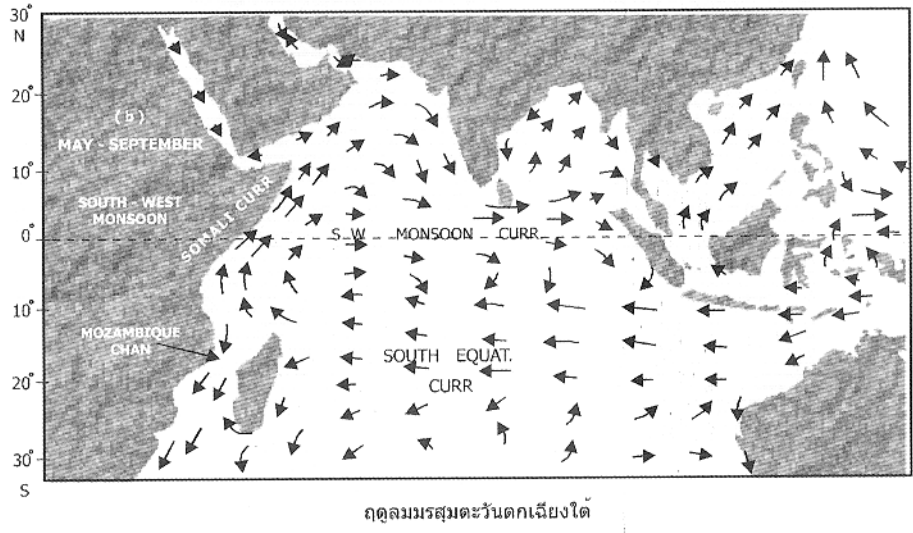 30°
N
20°
10°
0°
10°
20°
30°
S
(b)
MAY - SEPTEMBER
SOUTH - WEST
MONSOON
SOMALI CURR
S W MONSOON CURR.
MOZAMBIQUE
CHAN
SOUTH EQUAT.
CURR
ฤดูลมมรสุมตะวันตกเฉียงใต้